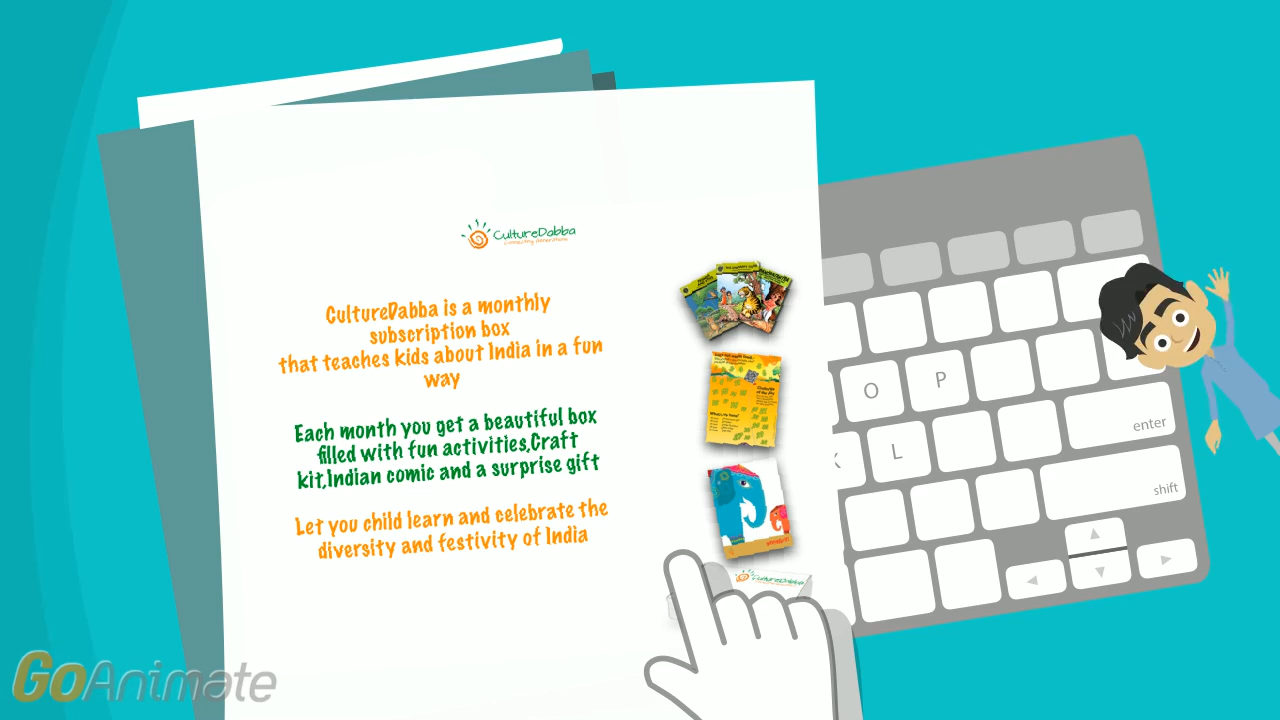 CultureDabba
CultureDabba is a monthly
subscription box
that teaches kids about India in a fun
way
Each month you get a beautiful box
filled with fun activities,Craft
kit,Indian comic and a surprise gift
Let you child learn and celebrate the
diversity and festivity of India
CultureDabba
O
P
K
L
enter
shift
GoAnimate